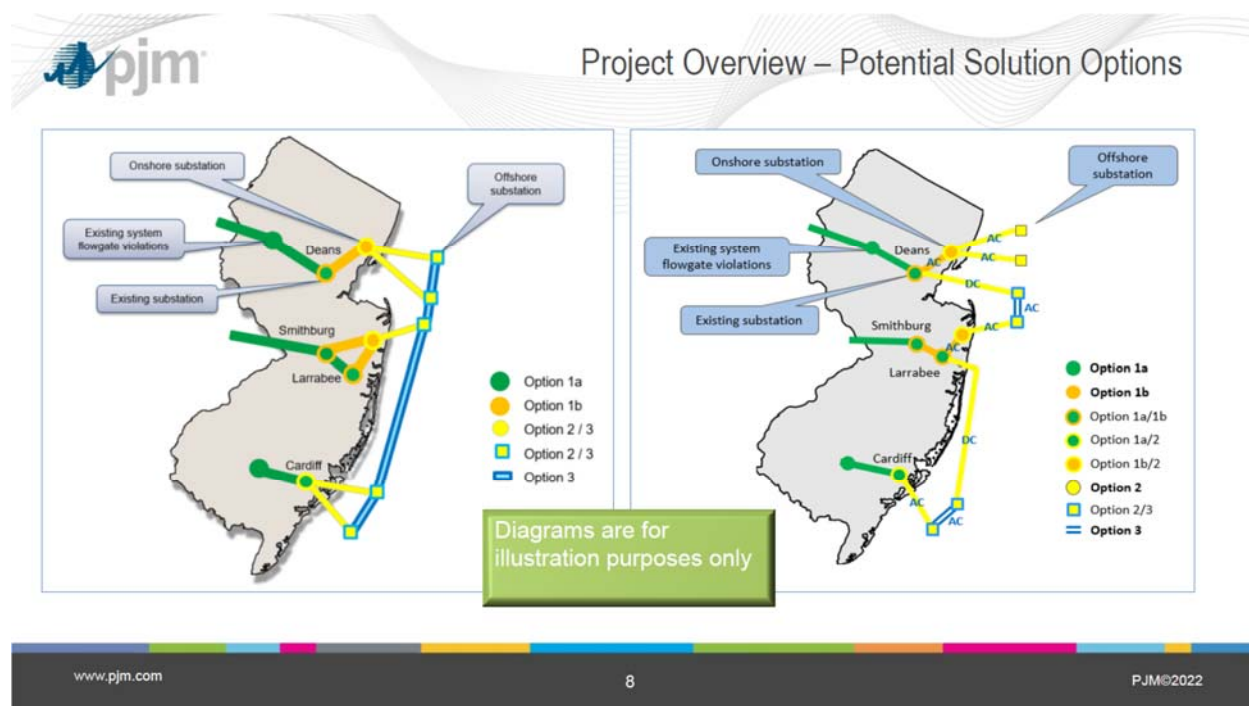 pjm
Project Overview – Potential Solution Options
Onshore substation
Offshore
substation
Existing system
flowgate violations
Deans
Existing substation
Smithburg
Larrabee
Cardiff
Option 1a
Option 1b
Option 2 / 3
Option 2 / 3
Option 3
Onshore substation
Offshore
substation
Existing system
flowgate violations
Deans
AC
AC
AC
DC
AC
Existing substation
Smithburg
AC
AC
Larrabee
DC
Cardiff
AC
AC
Option 1a
Option 1b
Option 1a/1b
Option 1a/2
Option 1b/2
Option 2
Option 2/3
Option 3
Diagrams are for
illustration purposes only
www.pjm.com
8
PJM©2022